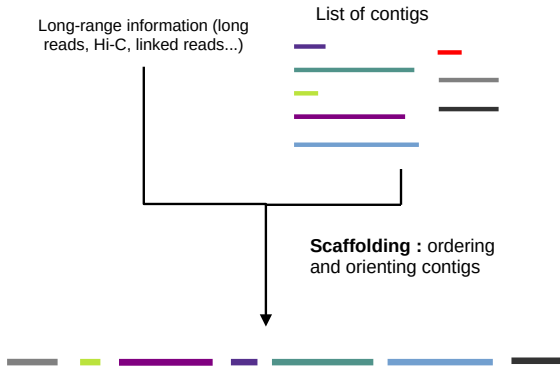 Long-range information (long
reads, Hi-C, linked reads...)
List of contigs
Scaffolding : ordering
and orienting contigs